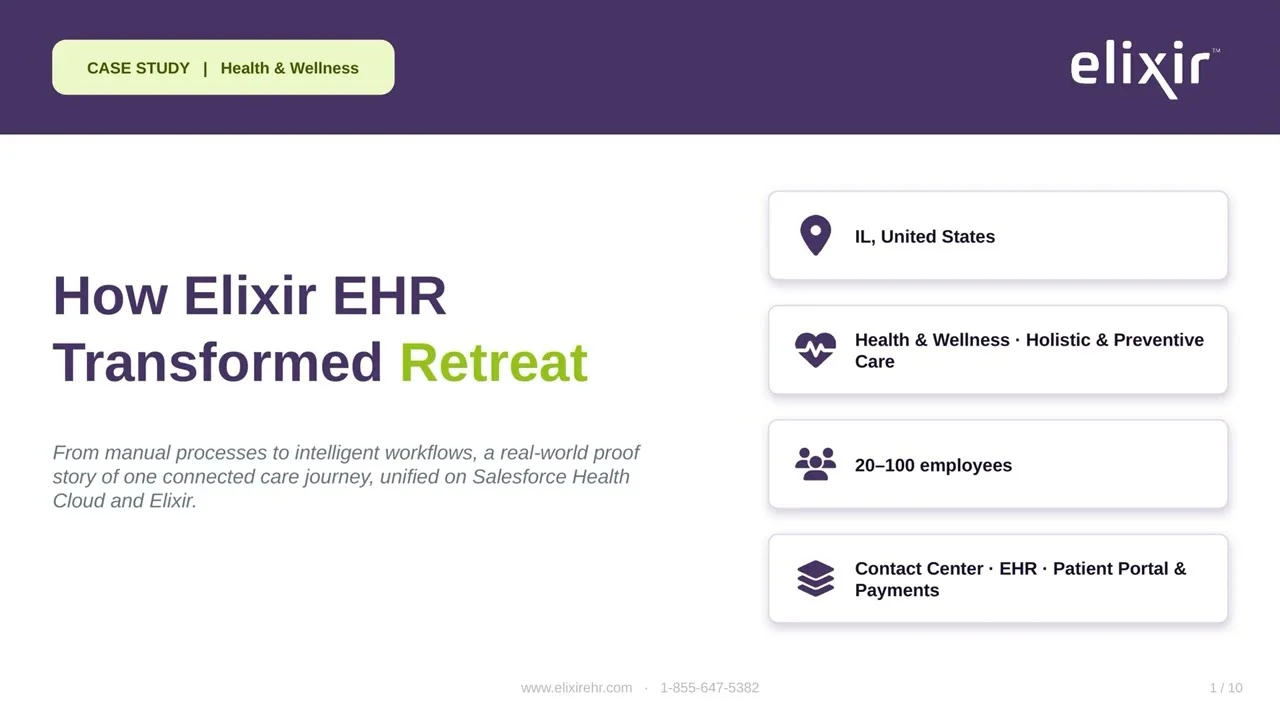 CASE STUDY | Health & Wellness
elixir™
How Elixir EHR
Transformed Retreat
From manual processes to intelligent workflows, a real-world proof
story of one connected care journey, unified on Salesforce Health
Cloud and Elixir.
IL, United States
Health & Wellness · Holistic & Preventive
Care
20–100 employees
Contact Center · EHR · Patient Portal &
Payments
www.elixirehr.com · 1-855-647-5382
1 / 10